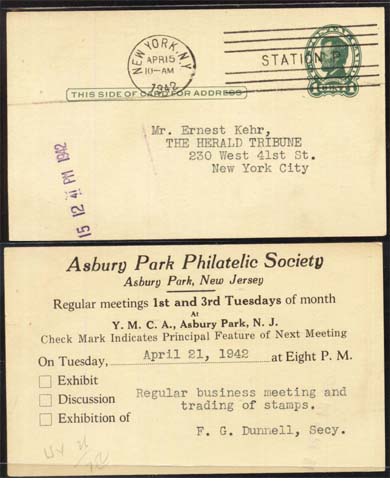 NEW YORK, N.Y.
APR 15
10-AM
1942
STATION P
THIS SIDE OF CARD FOR ADDRESS
Mr. Ernest Kehr,
THE HERALD TRIBUNE
230 West 41st St.
New York City
15 12 41 PM 1942
Asbury Park Philatelic Society
Asbury Park, New Jersey
Regular meetings 1st and 3rd Tuesdays of month
At
Y. M. C. A., Asbury Park, N. J.
Check Mark Indicates Principal Feature of Next Meeting
On Tuesday, April 21, 1942 at Eight P. M.
Exhibit
Discussion
Exhibition of
Regular business meeting and
trading of stamps.
F. G. Dunnell, Secy.